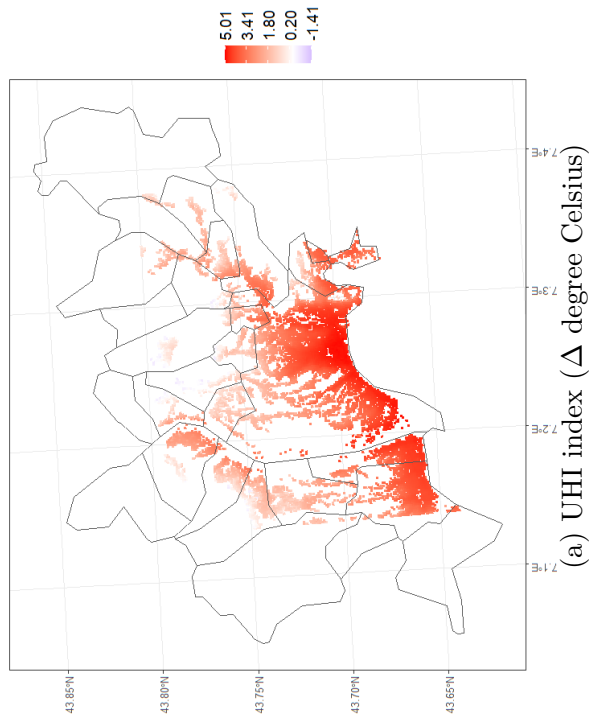 5.01
3.41
1.80
0.20
-1.41
43.85°N
43.80°N
43.75°N
43.70°N
43.65°N
7.1°E
7.2°E
7.3°E
7.4°E
(a) UHI index (Δ degree Celsius)